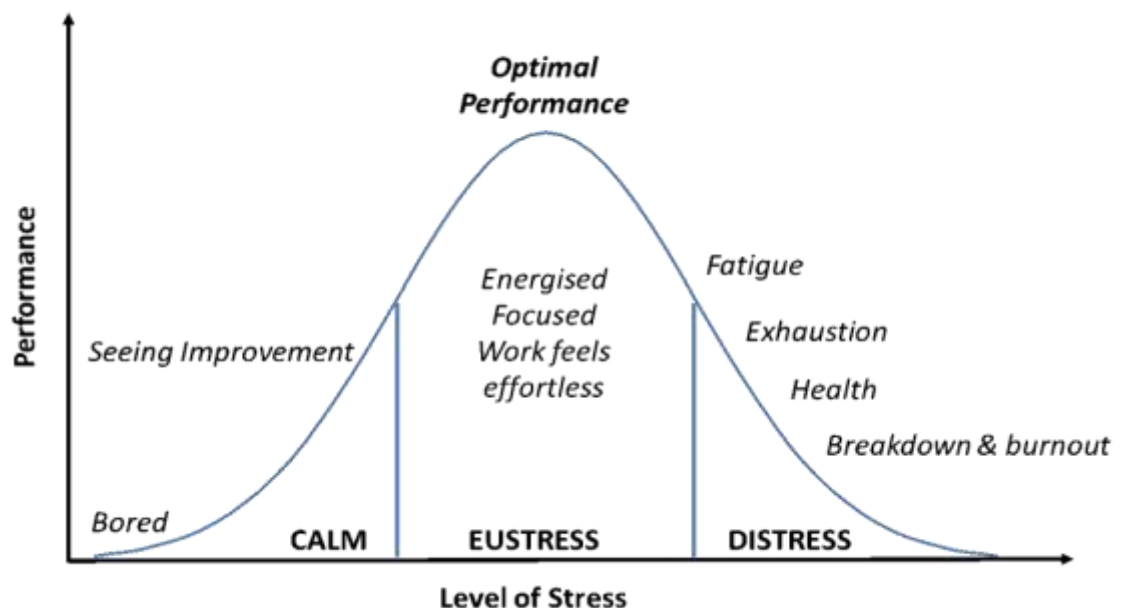 Optimal
Performance
Performance
Energised
Focused
Work feels
effortless
Fatigue
Exhaustion
Health
Breakdown & burnout
Seeing Improvement
Bored
CALM
EUSTRESS
DISTRESS
Level of Stress